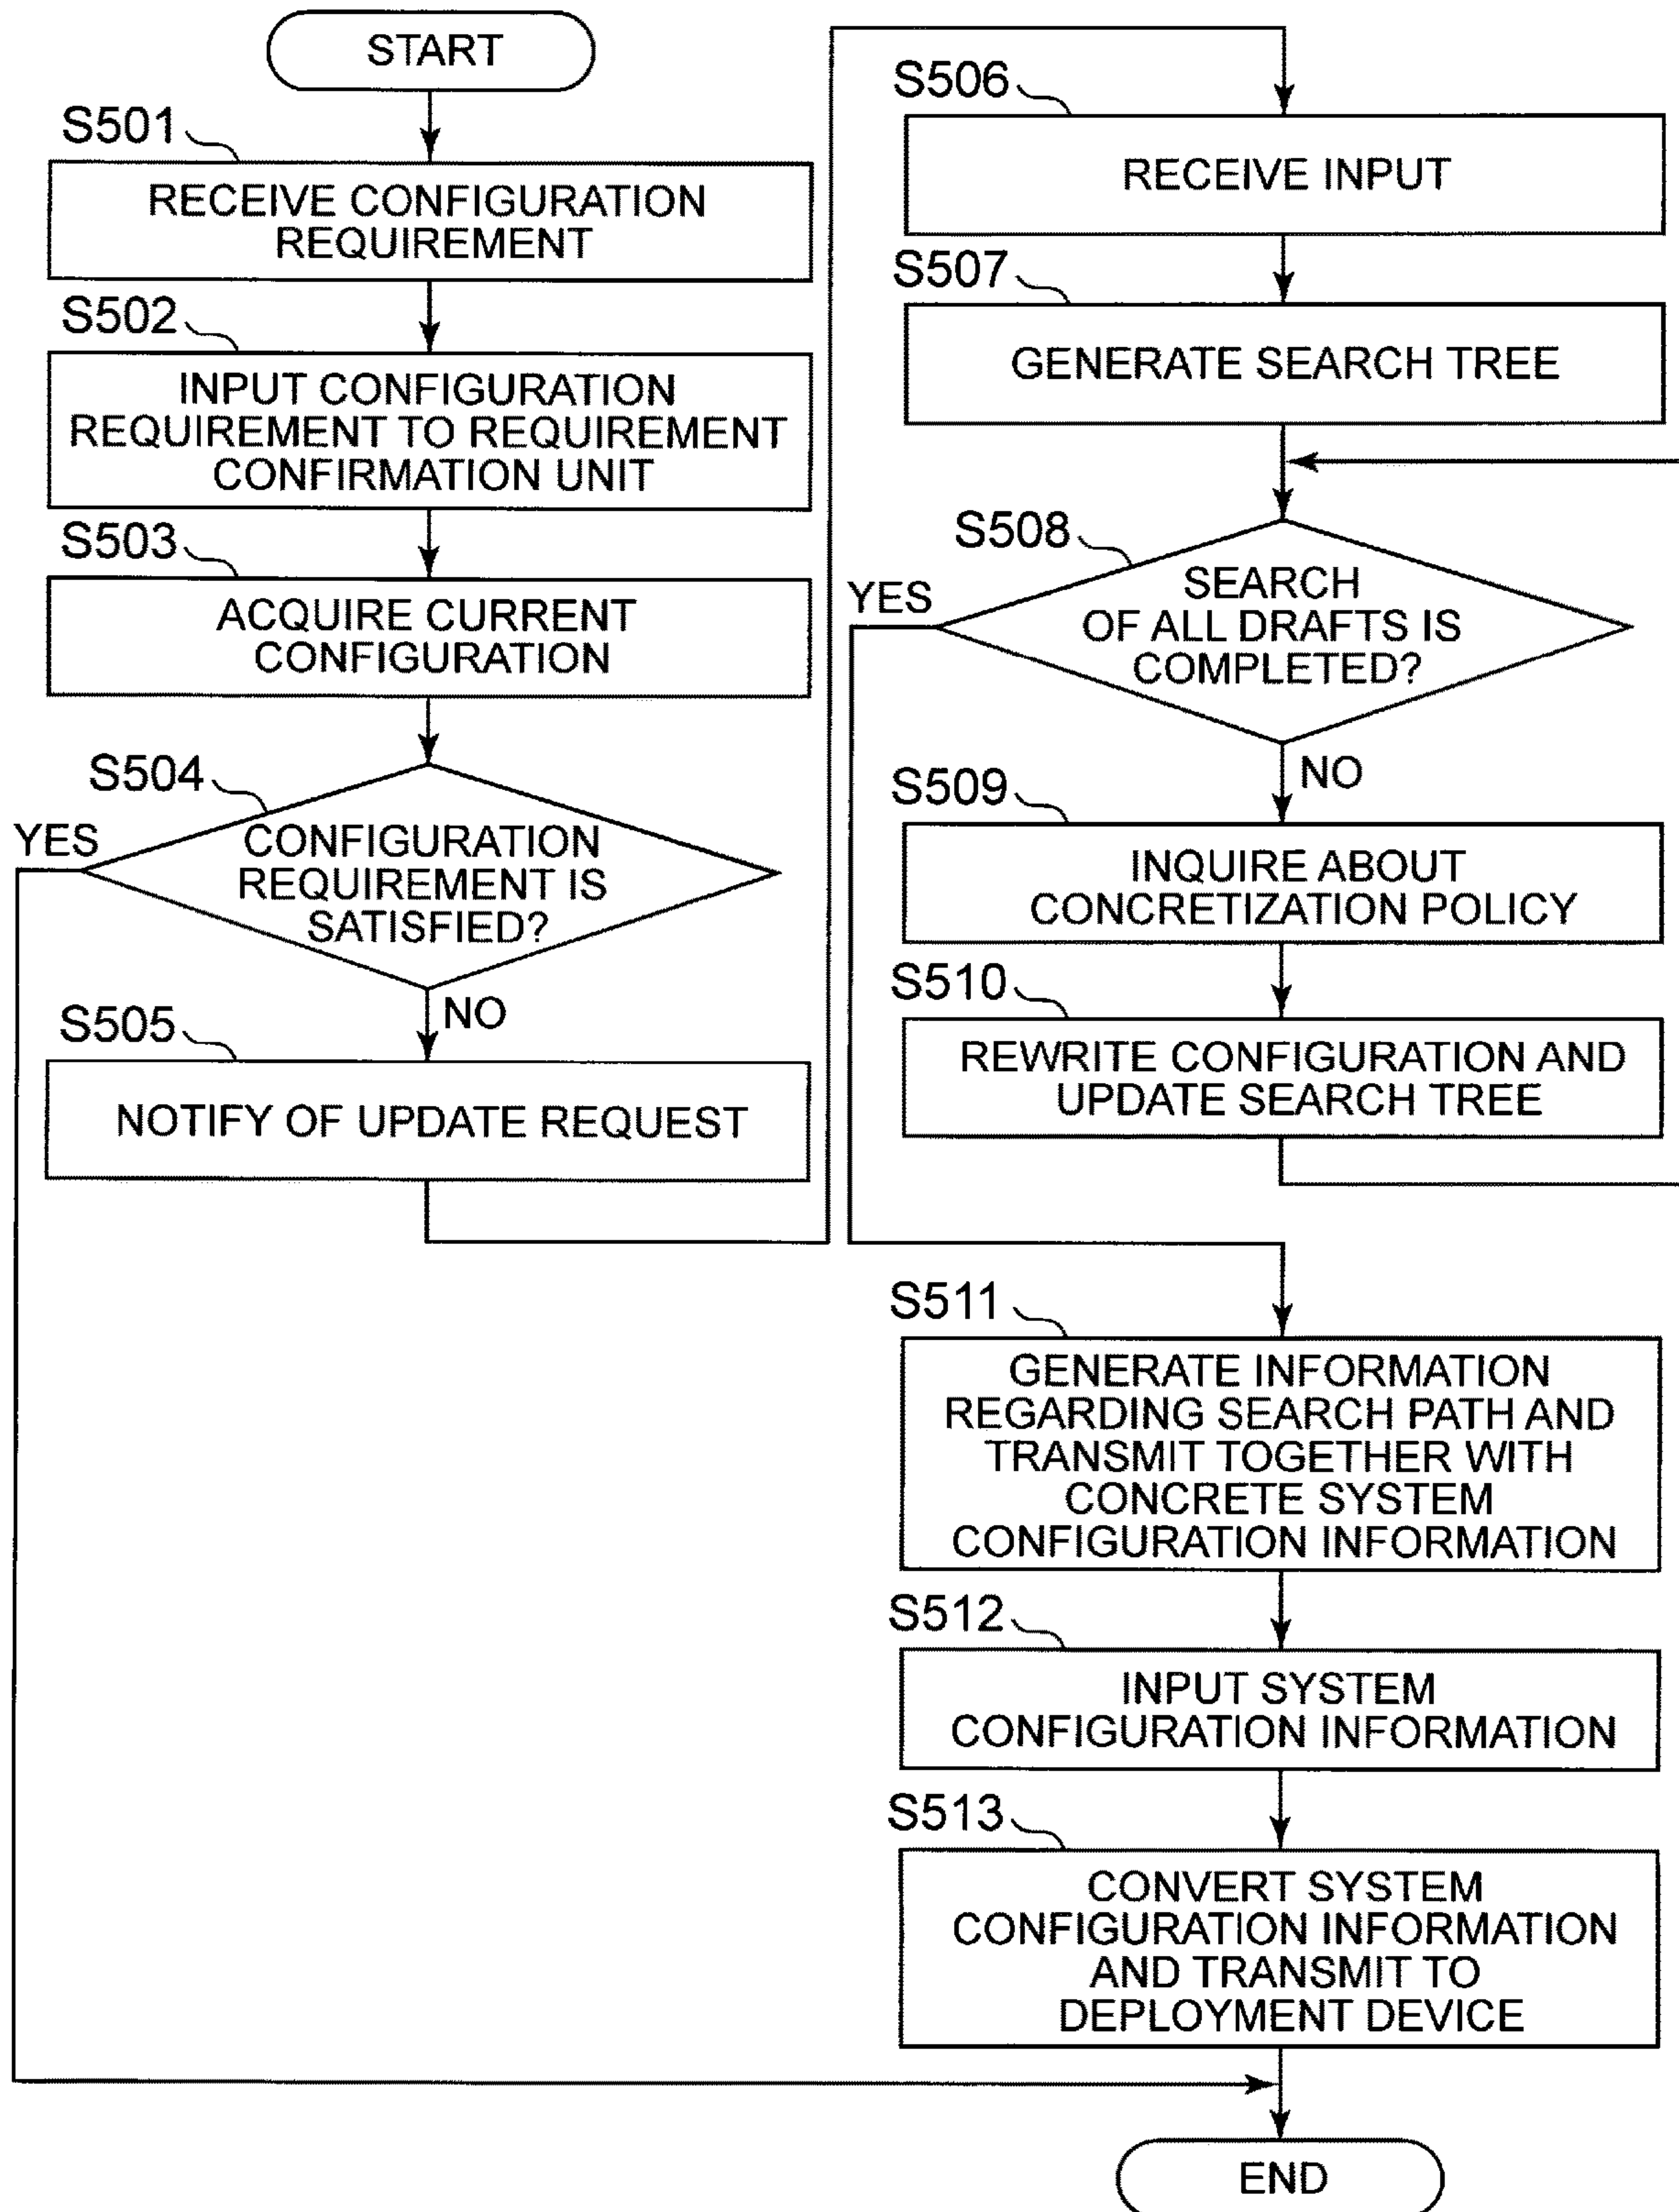 START
S501
RECEIVE CONFIGURATION
REQUIREMENT
S502
INPUT CONFIGURATION
REQUIREMENT TO REQUIREMENT
CONFIRMATION UNIT
S503
ACQUIRE CURRENT
CONFIGURATION
S504
YES
CONFIGURATION
REQUIREMENT IS
SATISFIED?
NO
S505
NOTIFY OF UPDATE REQUEST
S506
RECEIVE INPUT
S507
GENERATE SEARCH TREE
S508
YES
SEARCH
OF ALL DRAFTS IS
COMPLETED?
NO
S509
INQUIRE ABOUT
CONCRETIZATION POLICY
S510
REWRITE CONFIGURATION AND
UPDATE SEARCH TREE
S511
GENERATE INFORMATION
REGARDING SEARCH PATH AND
TRANSMIT TOGETHER WITH
CONCRETE SYSTEM
CONFIGURATION INFORMATION
S512
INPUT SYSTEM
CONFIGURATION INFORMATION
S513
CONVERT SYSTEM
CONFIGURATION INFORMATION
AND TRANSMIT TO
DEPLOYMENT DEVICE
END